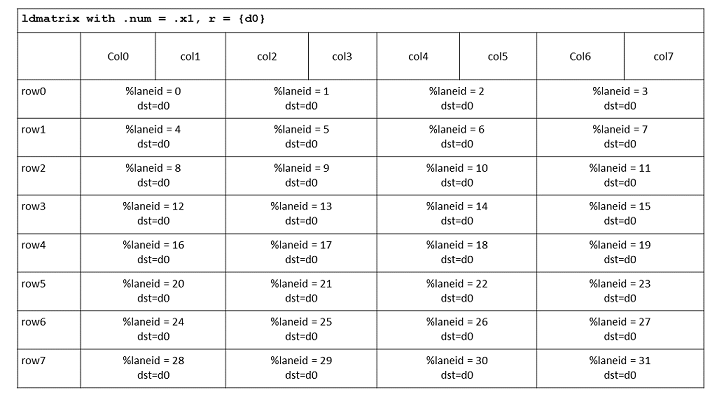 ldmatrix with .num = .x1, r = {d0}
Col0 col1 col2 col3 col4 col5 Col6 col7
row0 %laneid = 0 %laneid = 1 %laneid = 2 %laneid = 3
dst=d0 dst=d0 dst=d0 dst=d0
row1 %laneid = 4 %laneid = 5 %laneid = 6 %laneid = 7
dst=d0 dst=d0 dst=d0 dst=d0
row2 %laneid = 8 %laneid = 9 %laneid = 10 %laneid = 11
dst=d0 dst=d0 dst=d0 dst=d0
row3 %laneid = 12 %laneid = 13 %laneid = 14 %laneid = 15
dst=d0 dst=d0 dst=d0 dst=d0
row4 %laneid = 16 %laneid = 17 %laneid = 18 %laneid = 19
dst=d0 dst=d0 dst=d0 dst=d0
row5 %laneid = 20 %laneid = 21 %laneid = 22 %laneid = 23
dst=d0 dst=d0 dst=d0 dst=d0
row6 %laneid = 24 %laneid = 25 %laneid = 26 %laneid = 27
dst=d0 dst=d0 dst=d0 dst=d0
row7 %laneid = 28 %laneid = 29 %laneid = 30 %laneid = 31
dst=d0 dst=d0 dst=d0 dst=d0